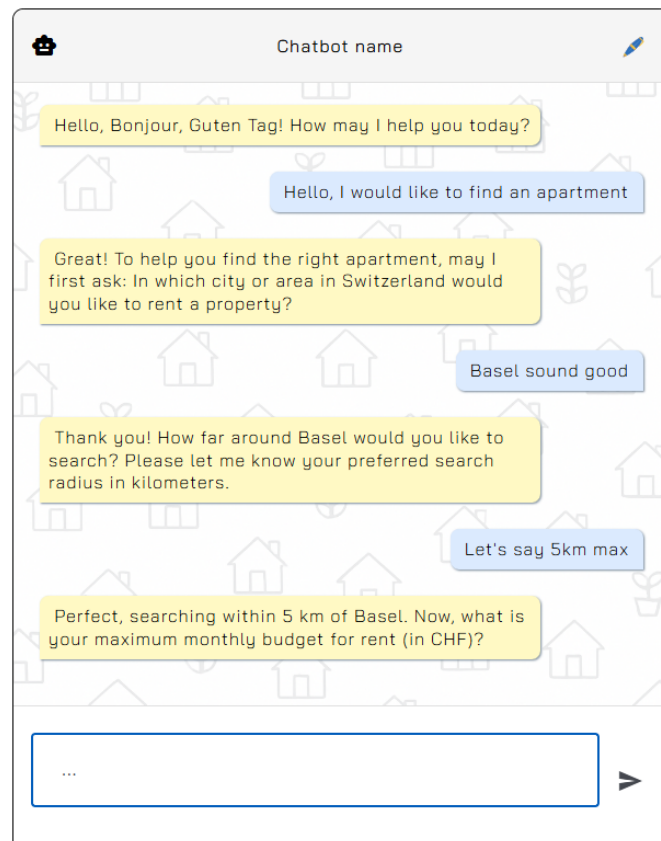 Chatbot name
Hello, Bonjour, Guten Tag! How may I help you today?
Hello, I would like to find an apartment
Great! To help you find the right apartment, may I
first ask: In which city or area in Switzerland would
you like to rent a property?
Basel sound good
Thank you! How far around Basel would you like to
search? Please let me know your preferred search
radius in kilometers.
Let's say 5km max
Perfect, searching within 5 km of Basel. Now, what is
your maximum monthly budget for rent (in CHF)?
...